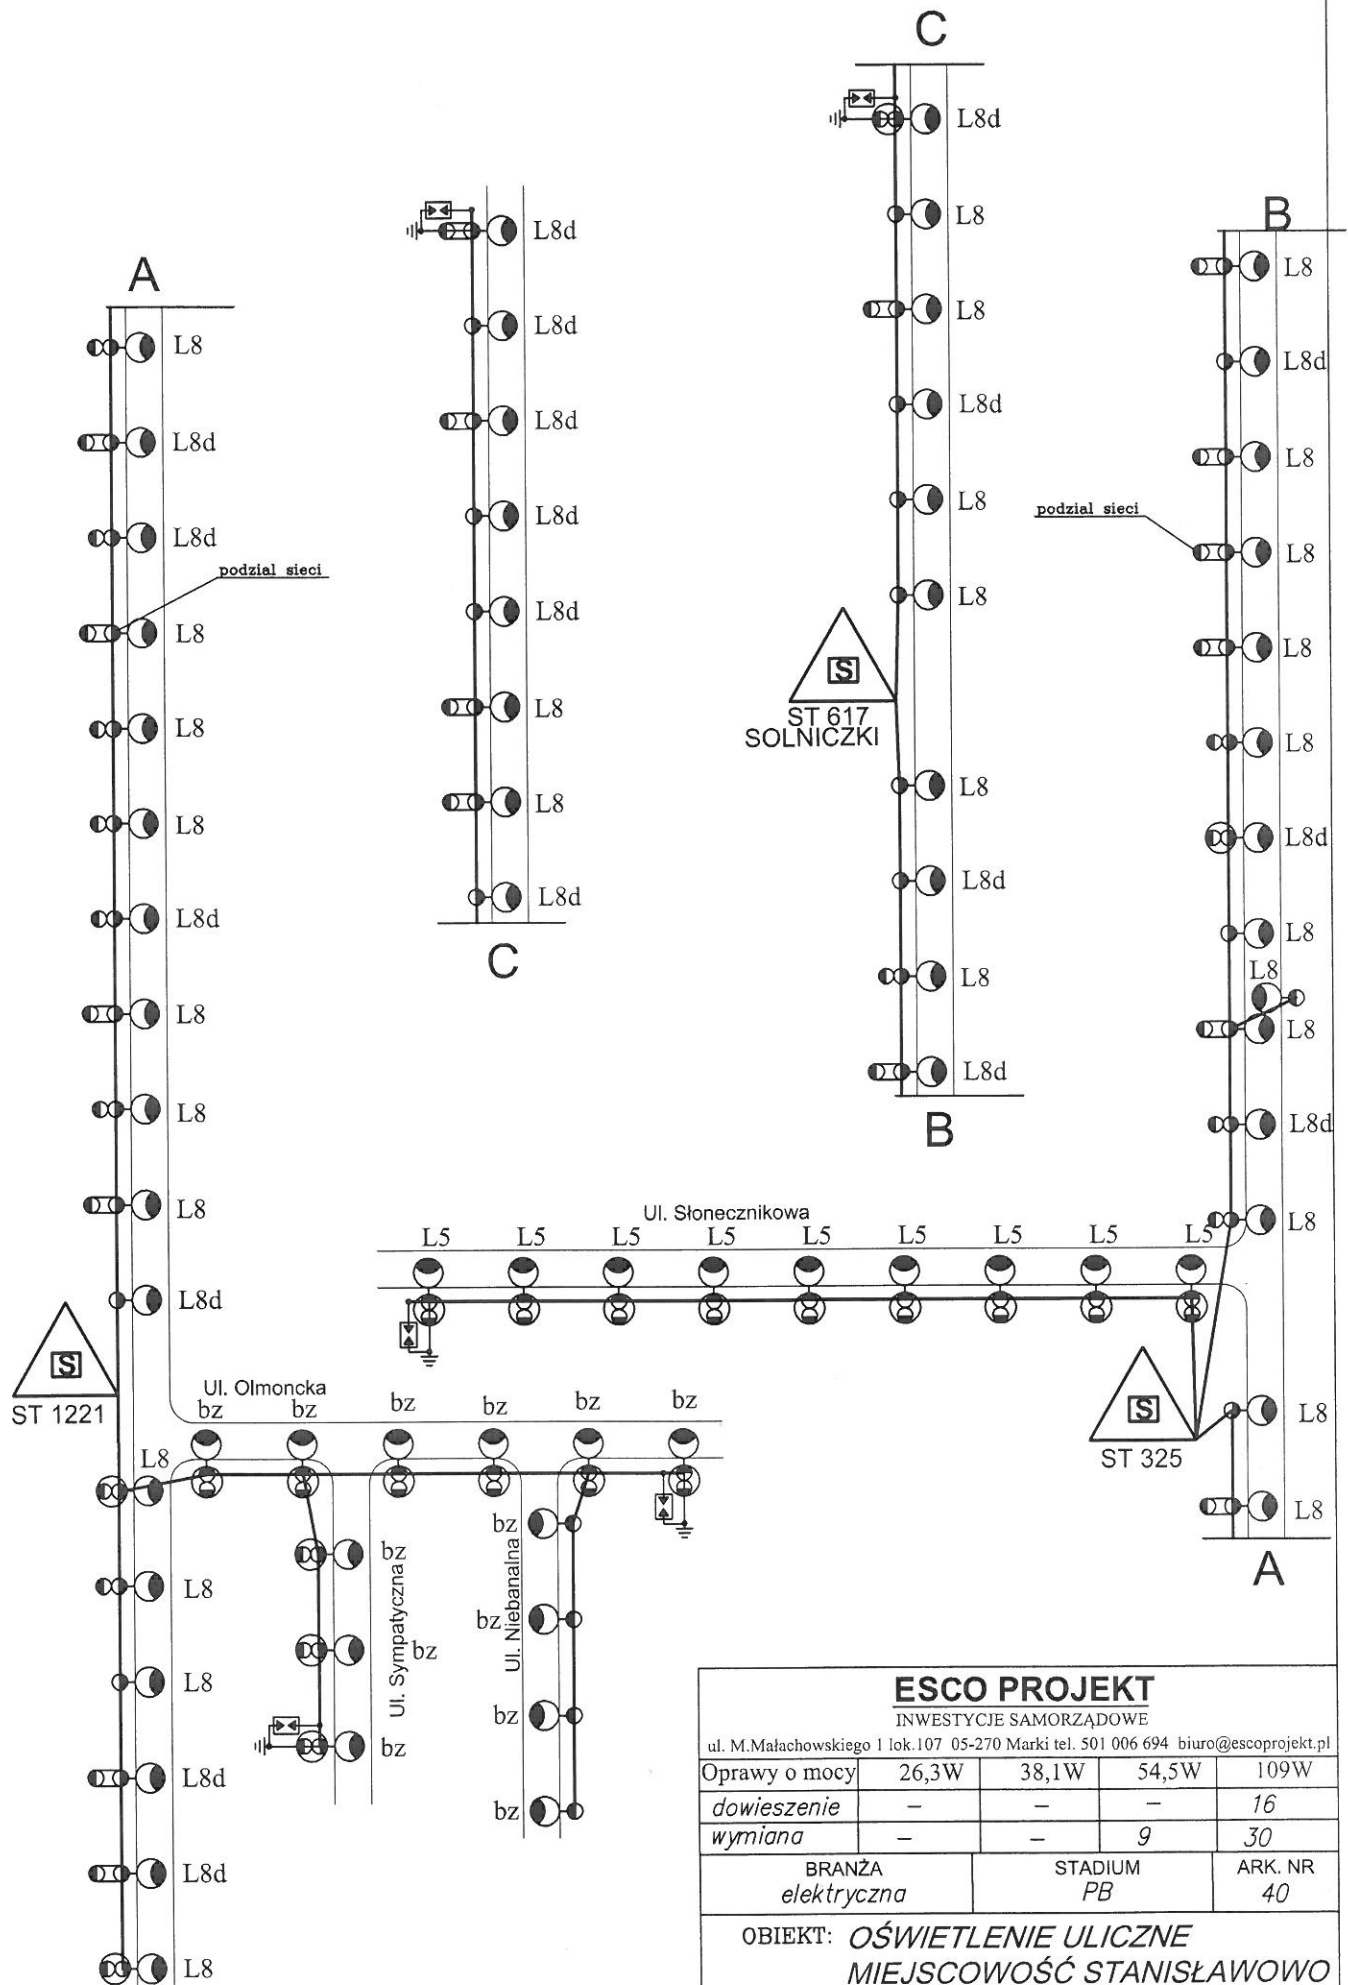 C
L8d
L8
L8
L8d
L8
L8
ST 617
SOLNICZKI
L8
L8d
L8
L8d
B
L8d
L8d
L8d
L8d
L8d
L8
L8
L8d
C
A
L8
L8d
L8d
podział sieci
L8
L8
L8
L8d
L8
L8
L8
L8d
S
ST 1221
L8
L8
L8
L8d
L8d
L8
B
L8
L8d
L8
podział sieci
L8
L8
L8
L8d
L8
L8
L8
L8d
L8
S
Ul. Słonecznikowa
L5 L5 L5 L5 L5 L5 L5 L5 L5
S
ST 325
L8
L8
A
Ul. Olmoncka
bz bz bz bz bz bz
bz
bz
bz
Ul. Sympatyczna
bz
bz
bz
bz
Ul. Niebanalna
ESCO PROJEKT
INWESTYCJE SAMORZĄDOWE
ul. M.Małachowskiego 1 lok.107 05-270 Marki tel. 501 006 694 biuro@escoprojekt.pl
Oprawy o mocy 26,3W 38,1W 54,5W 109W
dowieszenie – – – 16
wymiana – – 9 30
BRANŻA STADIUM ARK. NR
elektryczna PB 40
OBIEKT: OŚWIETLENIE ULICZNE
MIEJSCOWOŚĆ STANISŁAWOWO